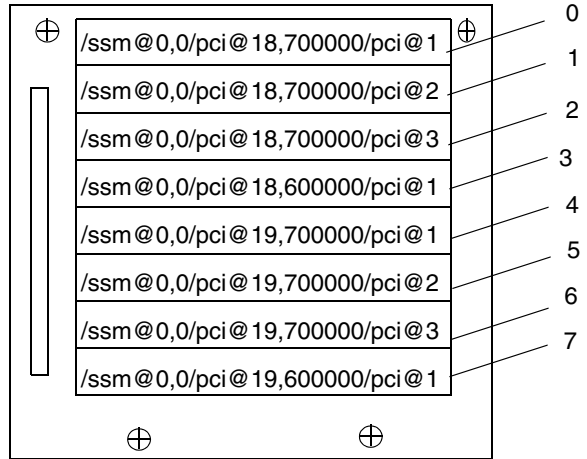 /ssm@0,0/pci@18,700000/pci@1 0
/ssm@0,0/pci@18,700000/pci@2 1
/ssm@0,0/pci@18,700000/pci@3 2
/ssm@0,0/pci@18,600000/pci@1 3
/ssm@0,0/pci@19,700000/pci@1 4
/ssm@0,0/pci@19,700000/pci@2 5
/ssm@0,0/pci@19,700000/pci@3 6
/ssm@0,0/pci@19,600000/pci@1 7